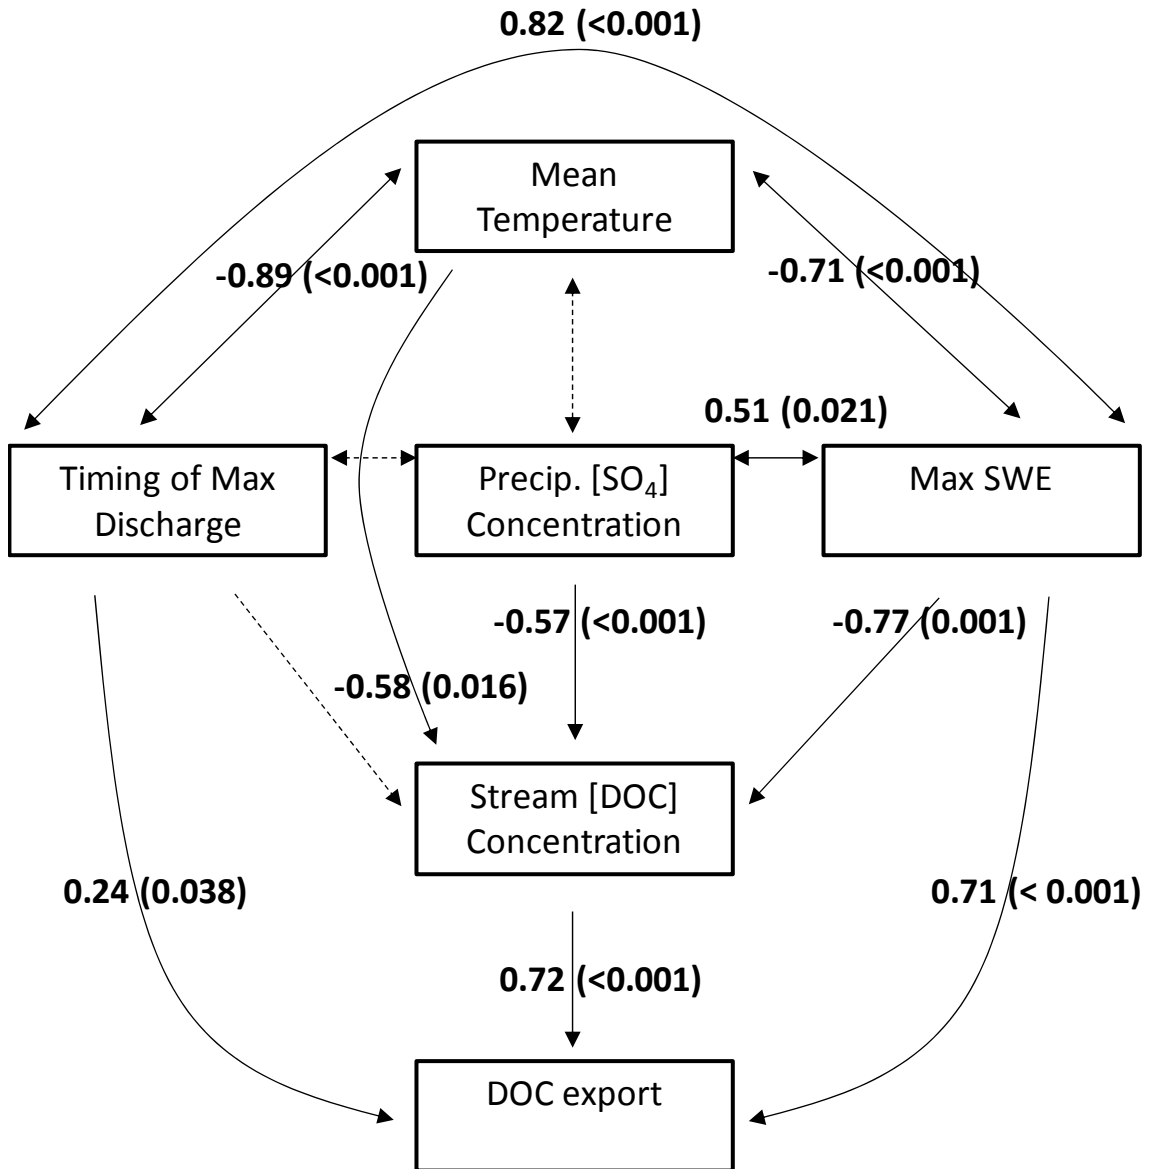 0.82 (<0.001)
Mean
Temperature
-0.89 (<0.001)
-0.71 (<0.001)
0.51 (0.021)
Timing of Max
Discharge
Precip. [SO₄]
Concentration
Max SWE
-0.57 (<0.001)
-0.77 (0.001)
-0.58 (0.016)
Stream [DOC]
Concentration
0.24 (0.038)
0.71 (< 0.001)
0.72 (<0.001)
DOC export